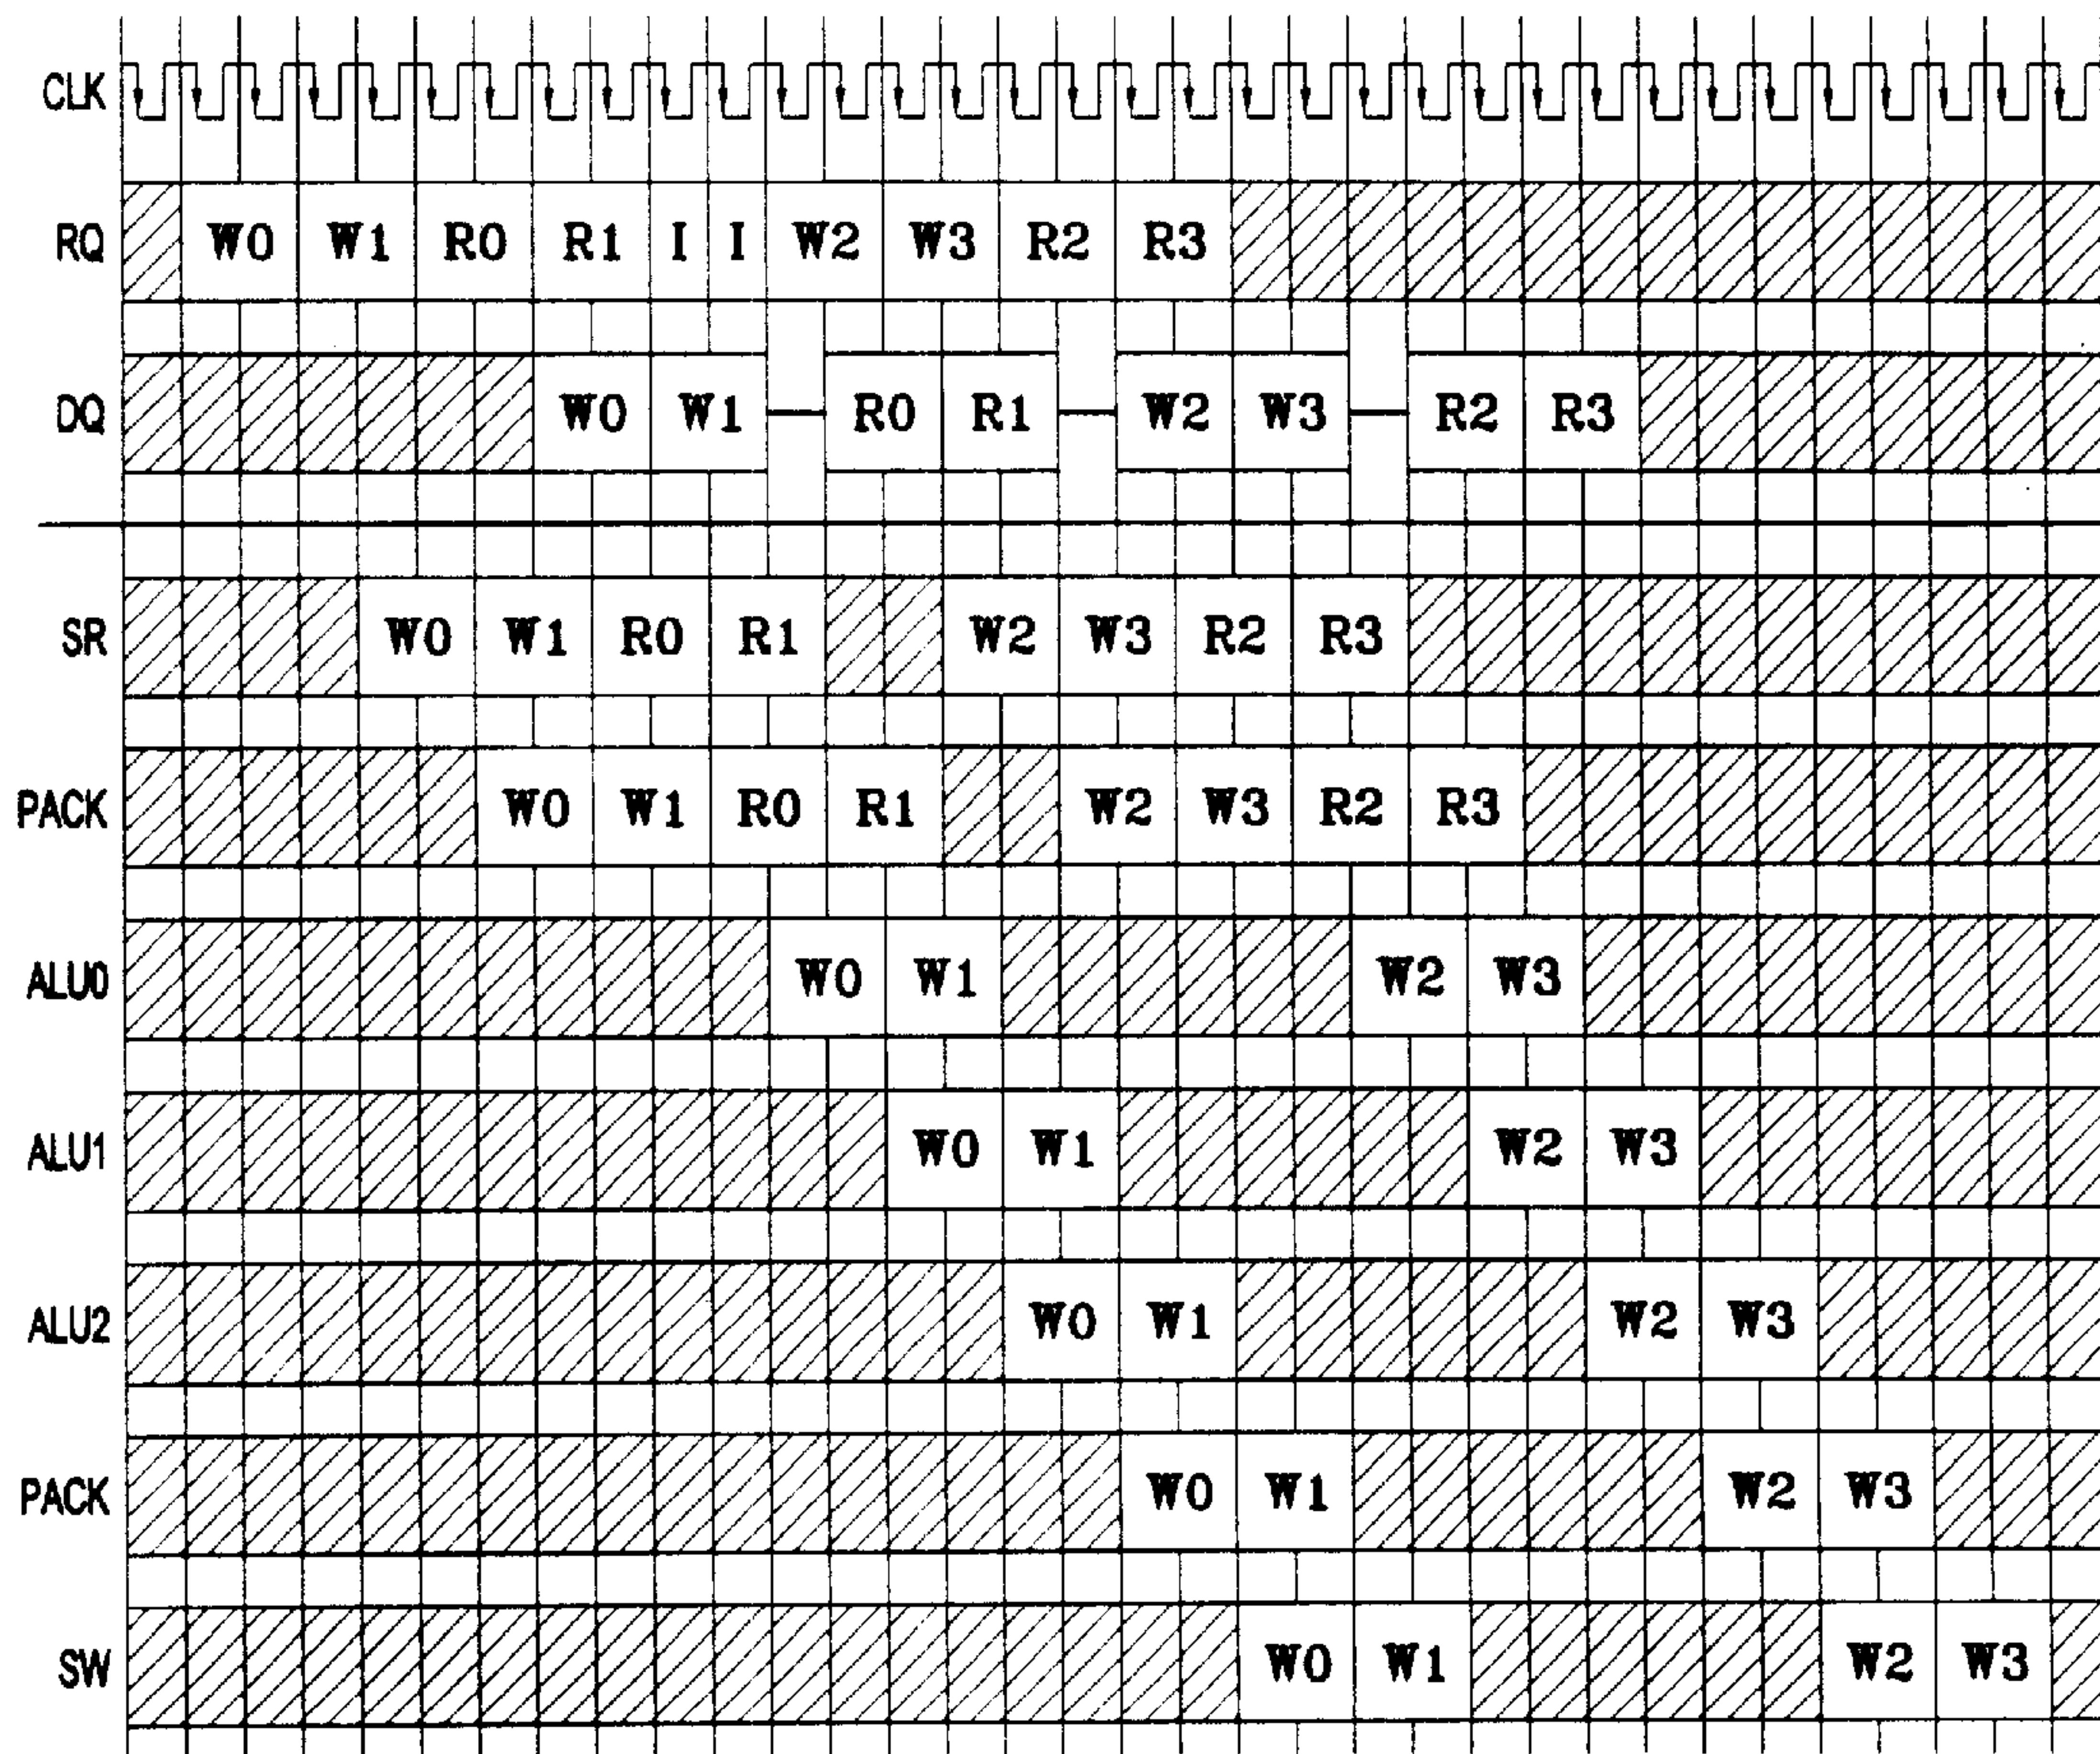 CLK
RQ W0 W1 R0 R1 I I W2 W3 R2 R3
DQ W0 W1 R0 R1 W2 W3 R2 R3
SR W0 W1 R0 R1 W2 W3 R2 R3
PACK W0 W1 R0 R1 W2 W3 R2 R3
ALU0 W0 W1 W2 W3
ALU1 W0 W1 W2 W3
ALU2 W0 W1 W2 W3
PACK W0 W1 W2 W3
SW W0 W1 W2 W3